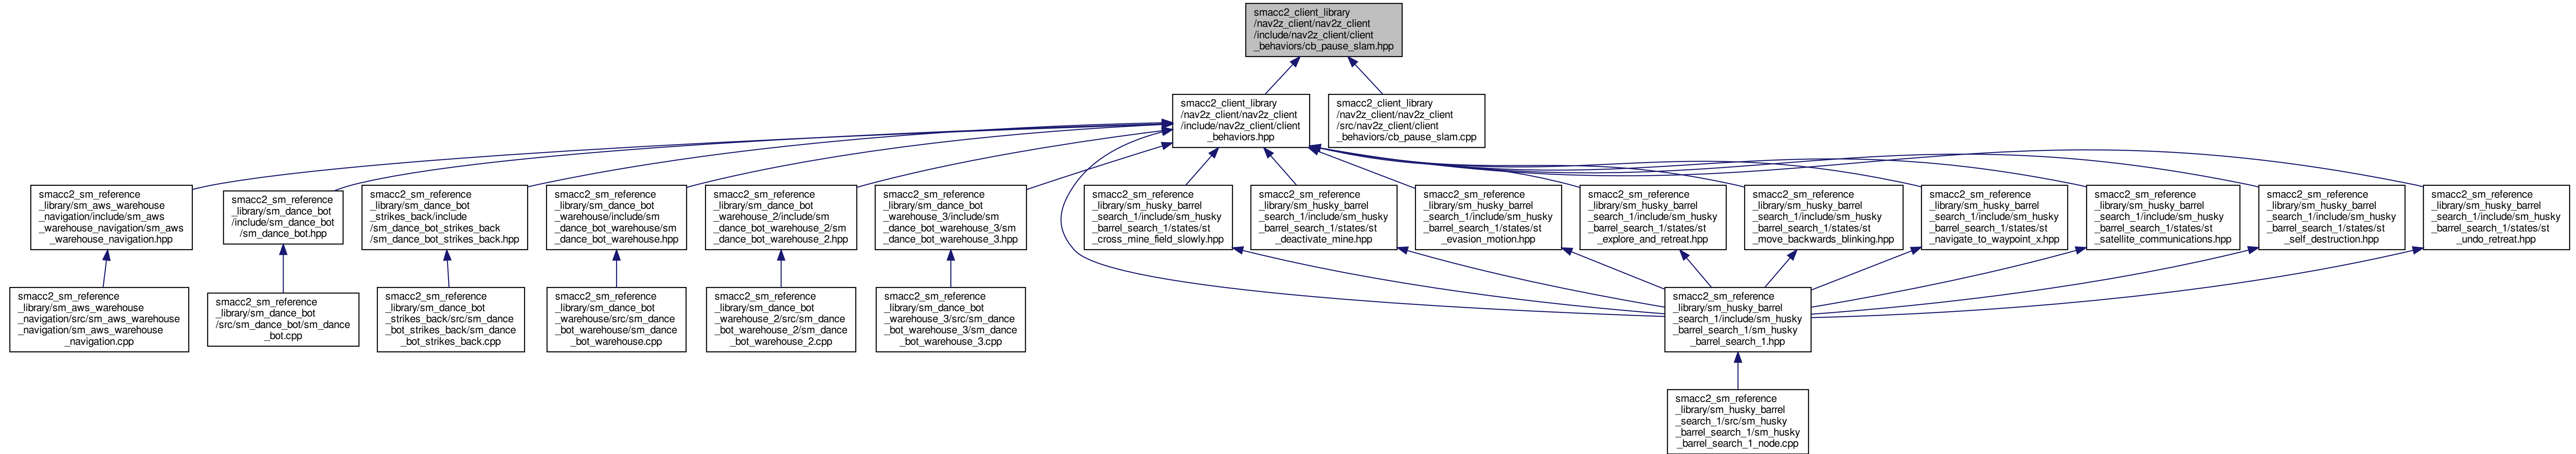 smacc2_client_library
/nav2z_client/nav2z_client
/include/nav2z_client/client
_behaviors/cb_pause_slam.hpp
smacc2_client_library
/nav2z_client/nav2z_client
/include/nav2z_client/client
_behaviors.hpp
smacc2_client_library
/nav2z_client/nav2z_client
/src/nav2z_client/client
_behaviors/cb_pause_slam.cpp
smacc2_sm_reference
_library/sm_aws_warehouse
_navigation/include/sm_aws
_warehouse_navigation/sm_aws
_warehouse_navigation.hpp
smacc2_sm_reference
_library/sm_dance_bot
/include/sm_dance_bot
/sm_dance_bot.hpp
smacc2_sm_reference
_library/sm_dance_bot
_strikes_back/include
/sm_dance_bot_strikes_back
/sm_dance_bot_strikes_back.hpp
smacc2_sm_reference
_library/sm_dance_bot
_warehouse/include/sm
_dance_bot_warehouse/sm
_dance_bot_warehouse.hpp
smacc2_sm_reference
_library/sm_dance_bot
_warehouse_2/include/sm
_dance_bot_warehouse_2/sm
_dance_bot_warehouse_2.hpp
smacc2_sm_reference
_library/sm_dance_bot
_warehouse_3/include/sm
_dance_bot_warehouse_3/sm
_dance_bot_warehouse_3.hpp
smacc2_sm_reference
_library/sm_husky_barrel
_search_1/include/sm_husky
_barrel_search_1/states/st
_cross_mine_field_slowly.hpp
smacc2_sm_reference
_library/sm_husky_barrel
_search_1/include/sm_husky
_barrel_search_1/states/st
_deactivate_mine.hpp
smacc2_sm_reference
_library/sm_husky_barrel
_search_1/include/sm_husky
_barrel_search_1/states/st
_evasion_motion.hpp
smacc2_sm_reference
_library/sm_husky_barrel
_search_1/include/sm_husky
_barrel_search_1/states/st
_explore_and_retreat.hpp
smacc2_sm_reference
_library/sm_husky_barrel
_search_1/include/sm_husky
_barrel_search_1/states/st
_move_backwards_blinking.hpp
smacc2_sm_reference
_library/sm_husky_barrel
_search_1/include/sm_husky
_barrel_search_1/states/st
_navigate_to_waypoint_x.hpp
smacc2_sm_reference
_library/sm_husky_barrel
_search_1/include/sm_husky
_barrel_search_1/states/st
_satellite_communications.hpp
smacc2_sm_reference
_library/sm_husky_barrel
_search_1/include/sm_husky
_barrel_search_1/states/st
_self_destruction.hpp
smacc2_sm_reference
_library/sm_husky_barrel
_search_1/include/sm_husky
_barrel_search_1/states/st
_undo_retreat.hpp
smacc2_sm_reference
_library/sm_aws_warehouse
_navigation/src/sm_aws_warehouse
_navigation/sm_aws_warehouse
_navigation.cpp
smacc2_sm_reference
_library/sm_dance_bot
/src/sm_dance_bot/sm_dance
_bot.cpp
smacc2_sm_reference
_library/sm_dance_bot
_strikes_back/src/sm_dance
_bot_strikes_back/sm_dance
_bot_strikes_back.cpp
smacc2_sm_reference
_library/sm_dance_bot
_warehouse/src/sm_dance
_bot_warehouse/sm_dance
_bot_warehouse.cpp
smacc2_sm_reference
_library/sm_dance_bot
_warehouse_2/src/sm_dance
_bot_warehouse_2/sm_dance
_bot_warehouse_2.cpp
smacc2_sm_reference
_library/sm_dance_bot
_warehouse_3/src/sm_dance
_bot_warehouse_3/sm_dance
_bot_warehouse_3.cpp
smacc2_sm_reference
_library/sm_husky_barrel
_search_1/include/sm_husky
_barrel_search_1/sm_husky
_barrel_search_1.hpp
smacc2_sm_reference
_library/sm_husky_barrel
_search_1/src/sm_husky
_barrel_search_1/sm_husky
_barrel_search_1_node.cpp